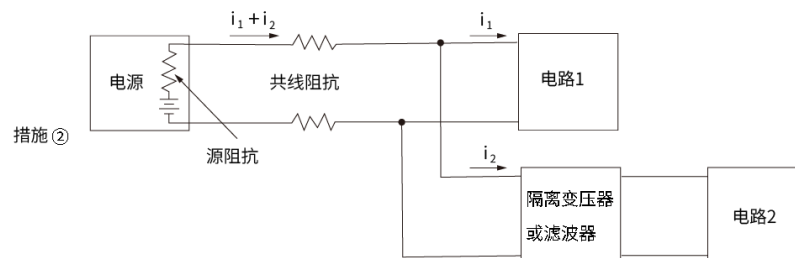 i₁+i₂
i₁
电源
共线阻抗
电路1
措施②
源阻抗
i₂
隔离变压器
或滤波器
电路2